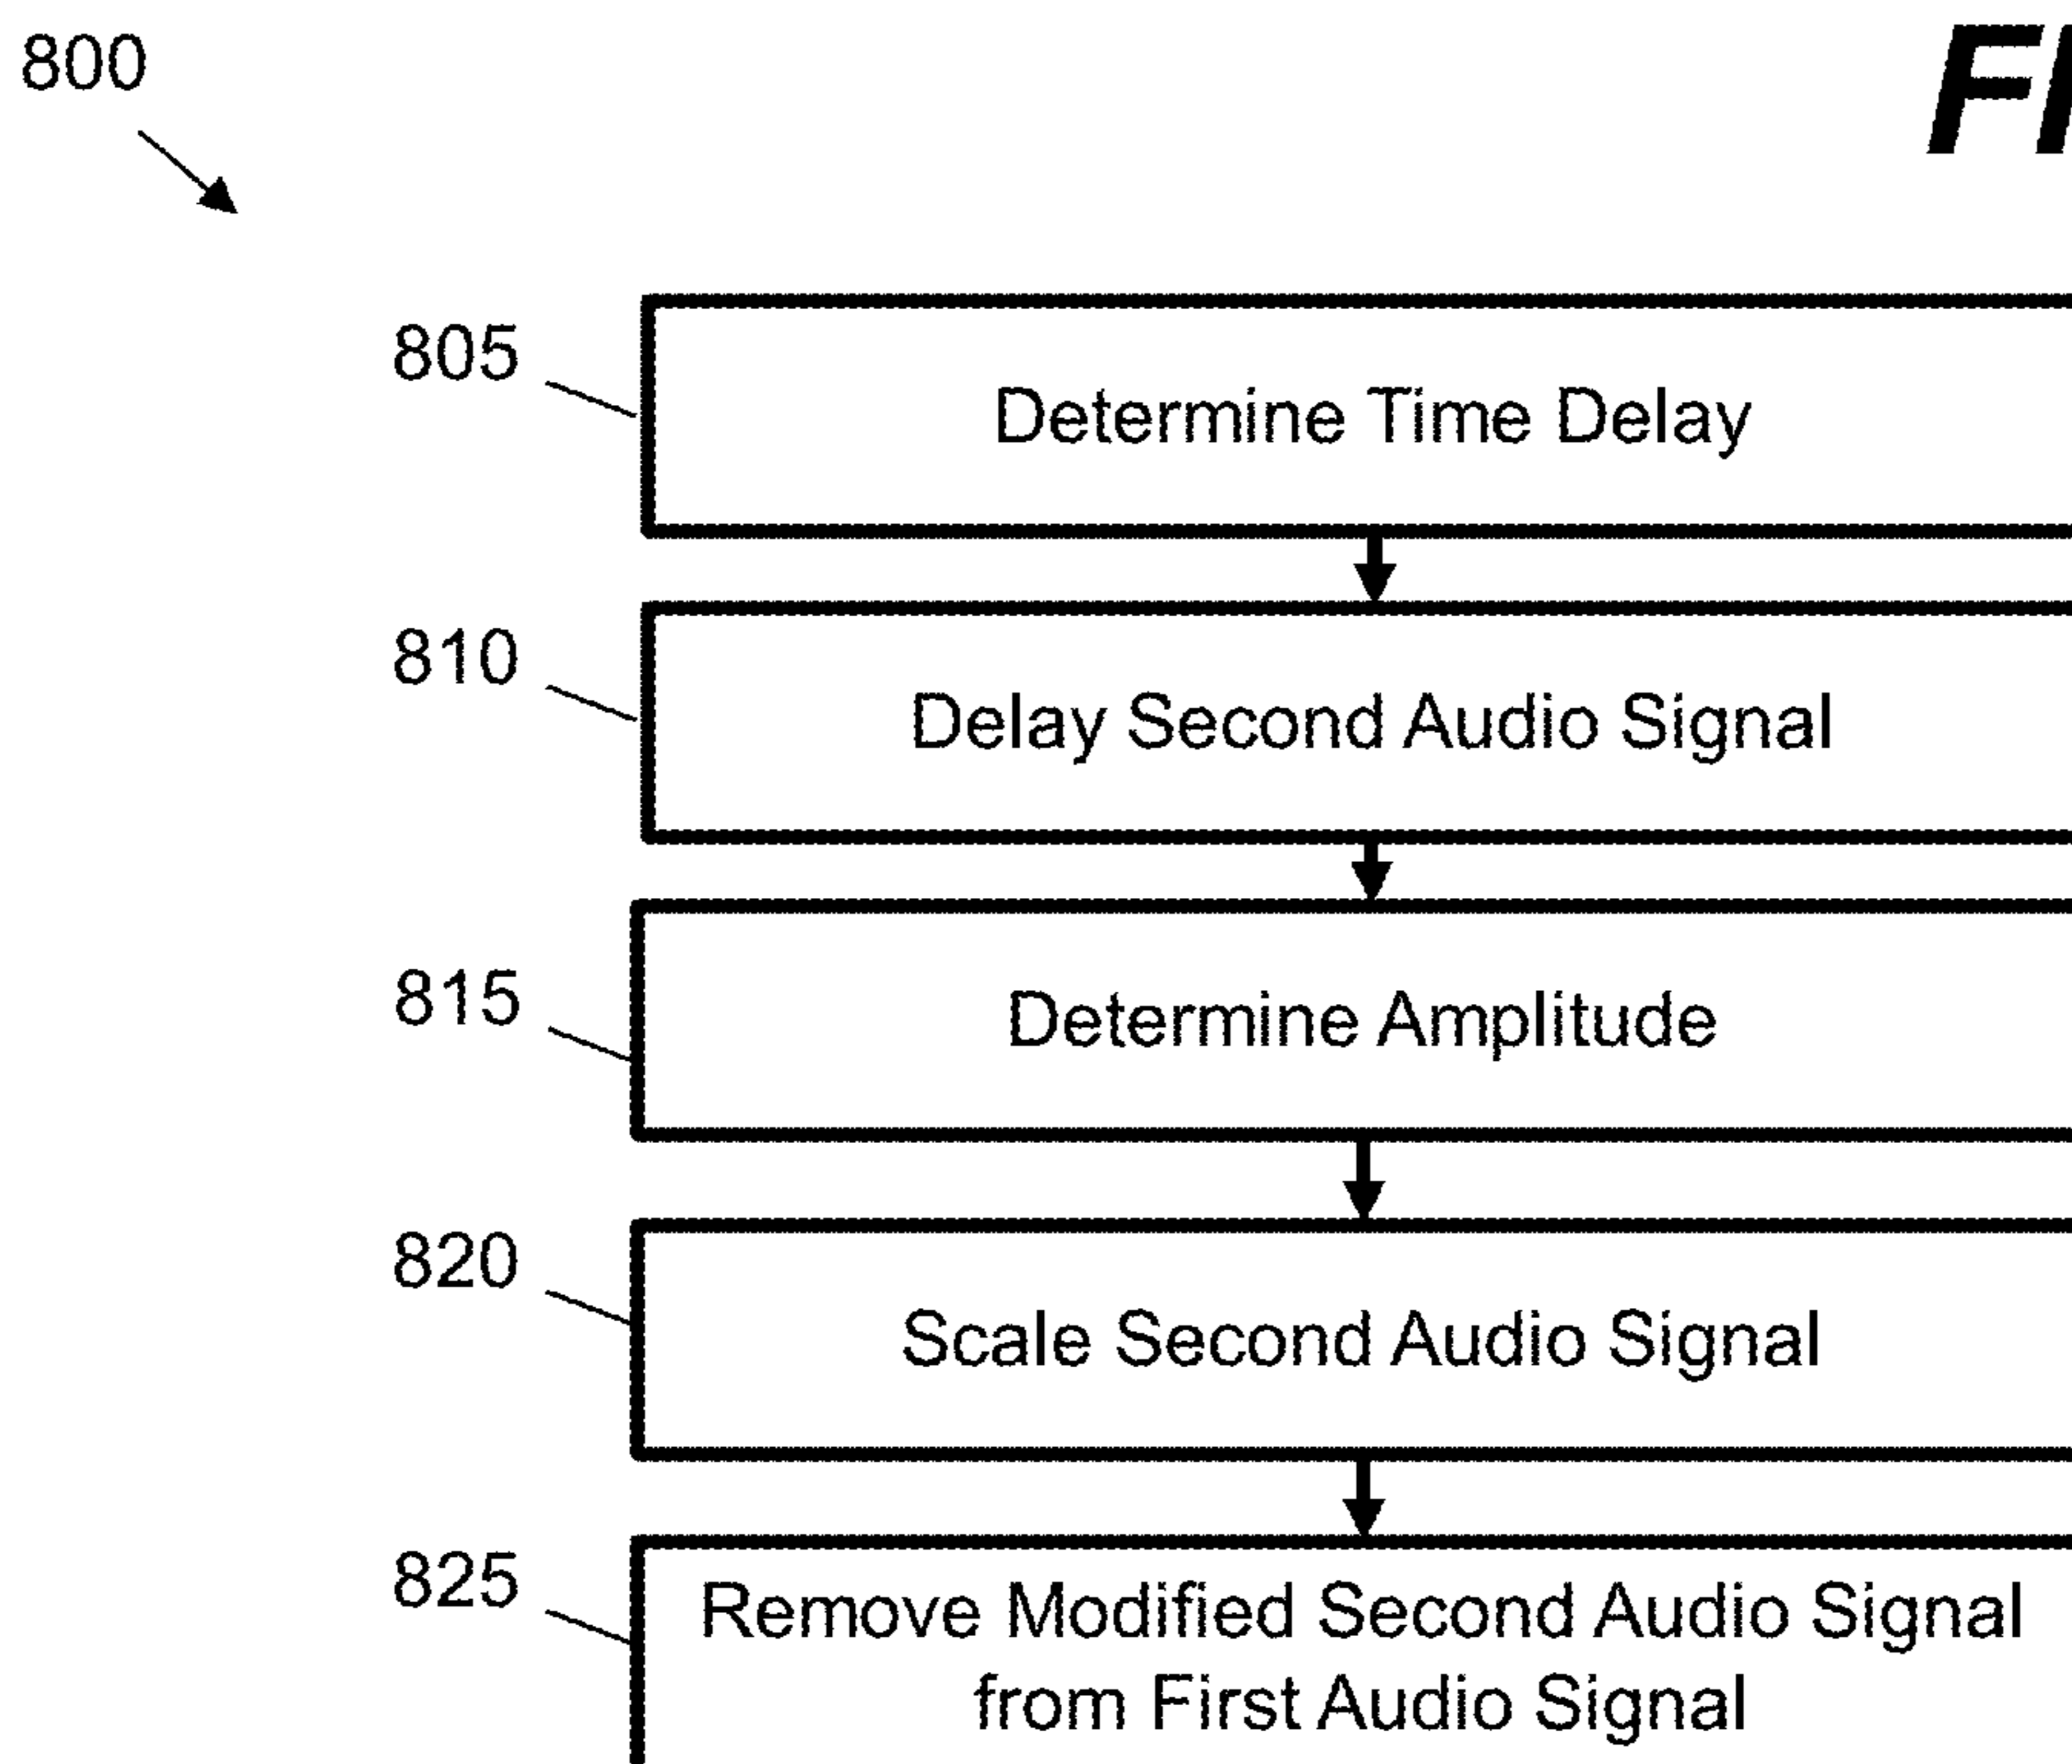 800
FI
805
Determine Time Delay
810
Delay Second Audio Signal
815
Determine Amplitude
820
Scale Second Audio Signal
825
Remove Modified Second Audio Signal
from First Audio Signal